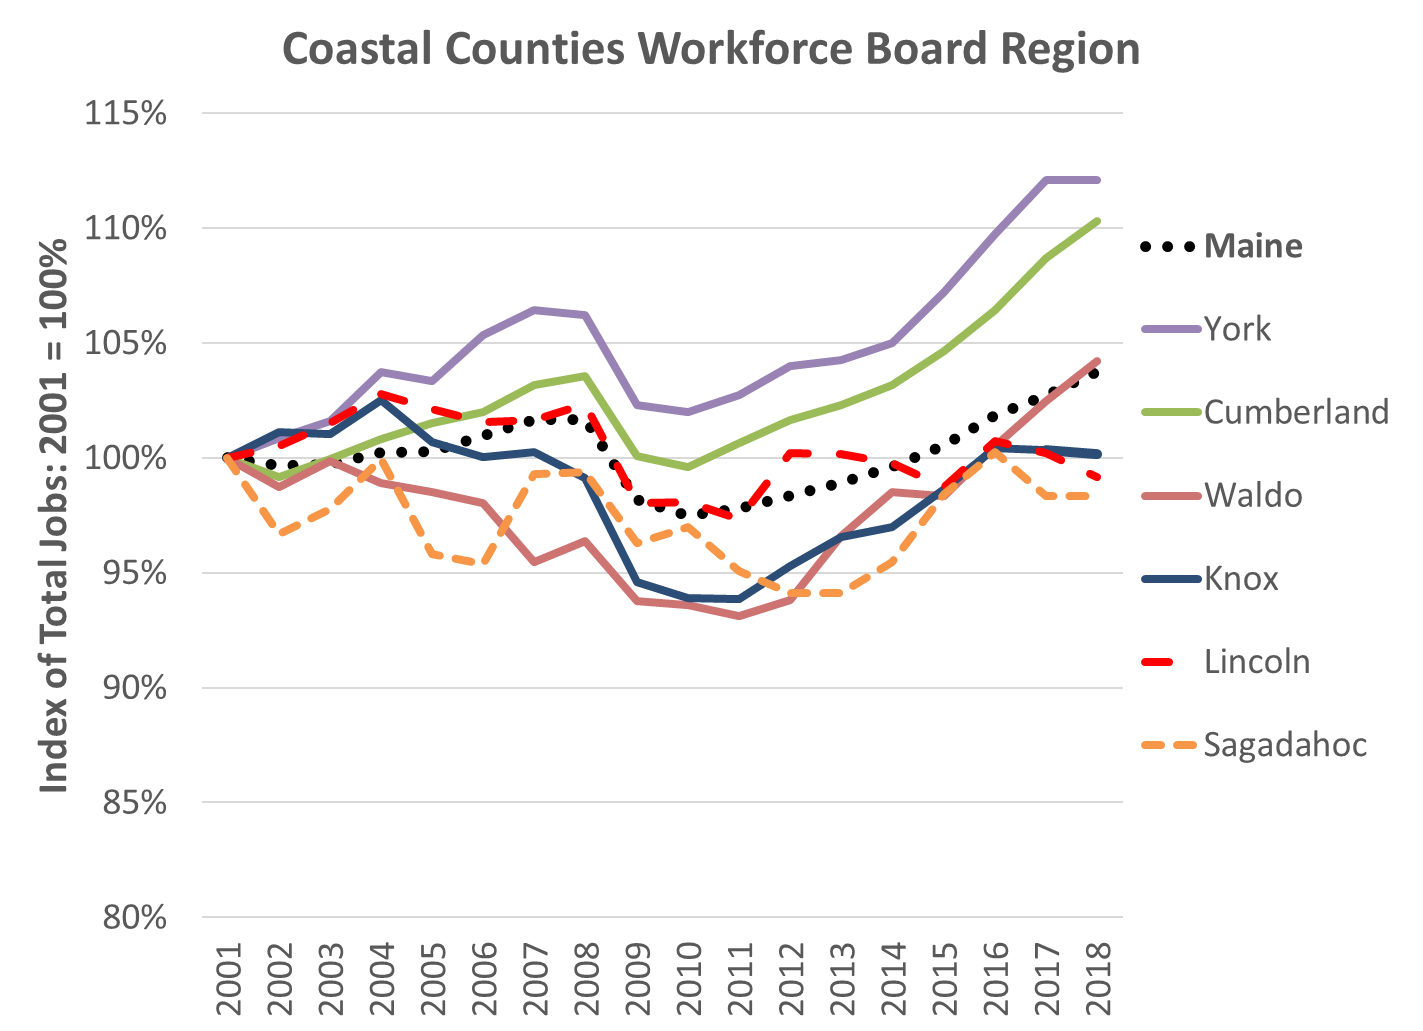 Coastal Counties Workforce Board Region
Index of Total Jobs: 2001 = 100%
115%
110%
105%
100%
95%
90%
85%
80%
2001
2002
2003
2004
2005
2006
2007
2008
2009
2010
2011
2012
2013
2014
2015
2016
2017
2018
Maine
York
Cumberland
Waldo
Knox
Lincoln
Sagadahoc